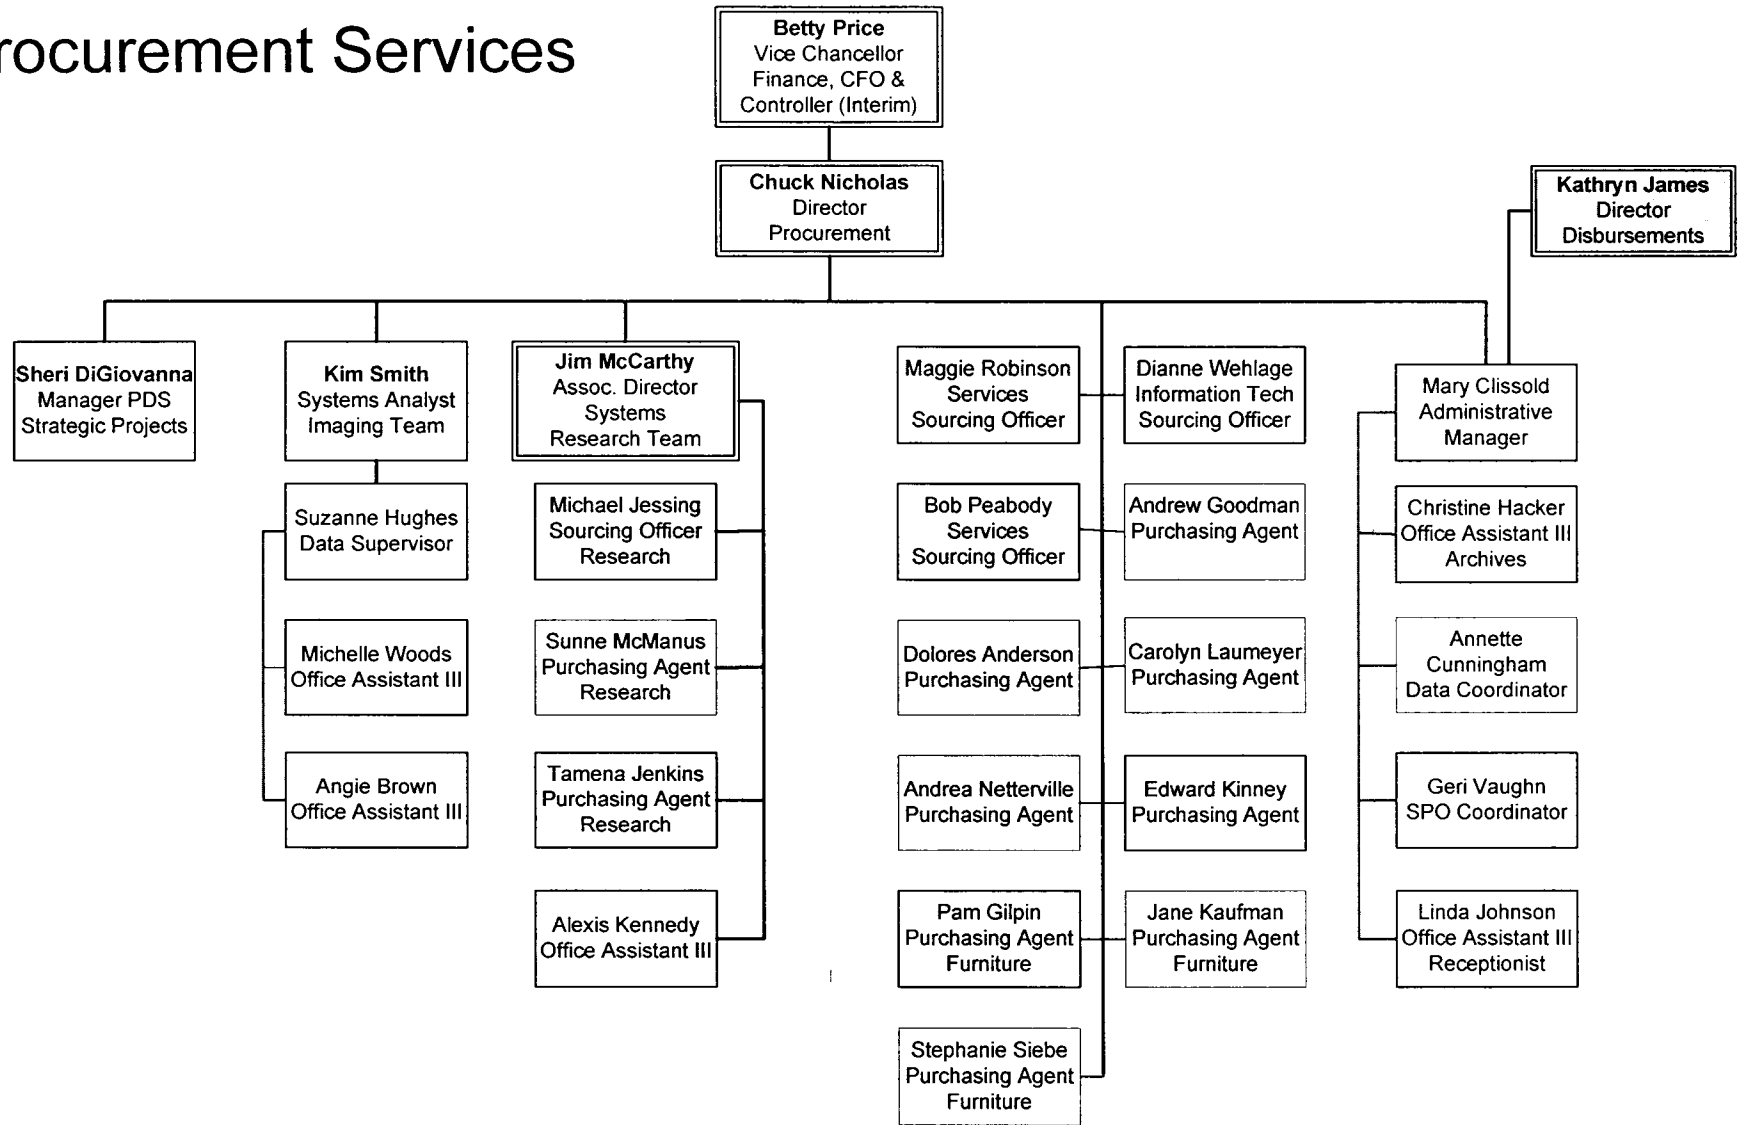 rocurement Services
Betty Price
Vice Chancellor
Finance, CFO &
Controller (Interim)
Chuck Nicholas
Director
Procurement
Kathryn James
Director
Disbursements
Sheri DiGiovanna
Manager PDS
Strategic Projects
Kim Smith
Systems Analyst
Imaging Team
Suzanne Hughes
Data Supervisor
Michelle Woods
Office Assistant III
Angie Brown
Office Assistant III
Jim McCarthy
Assoc. Director
Systems
Research Team
Michael Jessing
Sourcing Officer
Research
Sunne McManus
Purchasing Agent
Research
Tamena Jenkins
Purchasing Agent
Research
Alexis Kennedy
Office Assistant III
Maggie Robinson
Services
Sourcing Officer
Dianne Wehlage
Information Tech
Sourcing Officer
Bob Peabody
Services
Sourcing Officer
Andrew Goodman
Purchasing Agent
Dolores Anderson
Purchasing Agent
Carolyn Laumeyer
Purchasing Agent
Andrea Netterville
Purchasing Agent
Edward Kinney
Purchasing Agent
Pam Gilpin
Purchasing Agent
Furniture
Jane Kaufman
Purchasing Agent
Furniture
Stephanie Siebe
Purchasing Agent
Furniture
Mary Clissold
Administrative
Manager
Christine Hacker
Office Assistant III
Archives
Annette
Cunningham
Data Coordinator
Geri Vaughn
SPO Coordinator
Linda Johnson
Office Assistant III
Receptionist